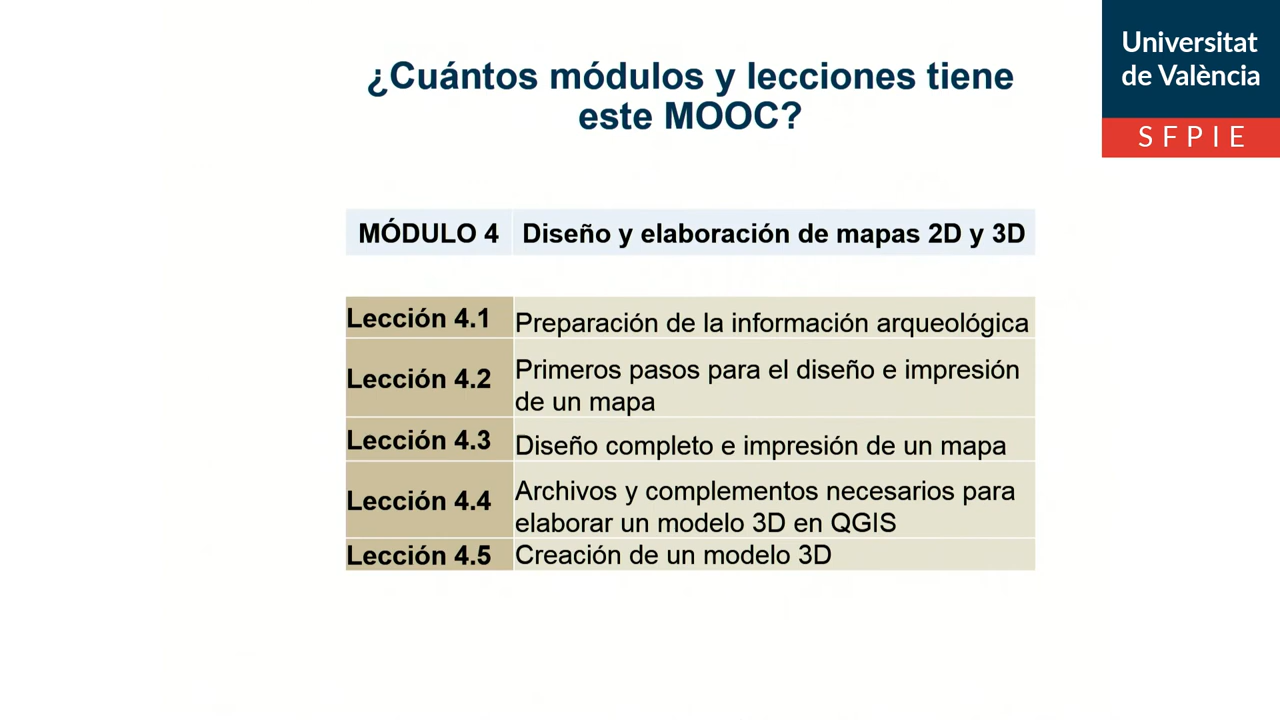 Universitat
de València
SFPIE
¿Cuántos módulos y lecciones tiene
este MOOC?
MÓDULO 4 Diseño y elaboración de mapas 2D y 3D
Lección 4.1 Preparación de la información arqueológica
Lección 4.2 Primeros pasos para el diseño e impresión
de un mapa
Lección 4.3 Diseño completo e impresión de un mapa
Lección 4.4 Archivos y complementos necesarios para
elaborar un modelo 3D en QGIS
Lección 4.5 Creación de un modelo 3D